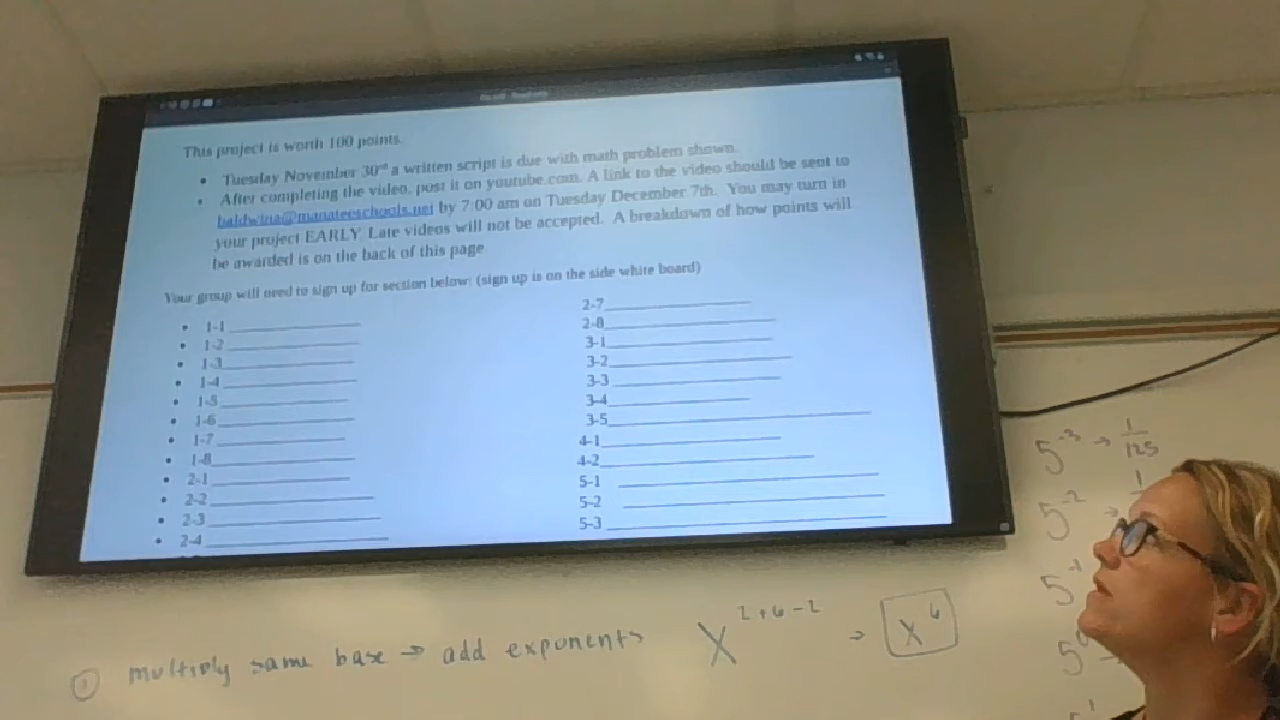 This project is worth 100 points.
• Tuesday November 30rd a written script is due with math problem shown.
• After completing the video, post it on youtube.com. A link to the video should be sent to
baldwina@manateeschools.net by 7:00 am on Tuesday December 7th. You may turn in
your project EARLY. Late videos will not be accepted. A breakdown of how points will
be awarded is on the back of this page.
Your group will need to sign up for section below: (sign up is on the side white board)
• 1-1
• 1-2
• 1-3
• 1-4
• 1-5
• 1-6
• 1-7
• 1-8
• 2-1
• 2-2
• 2-3
• 2-4
2-7
2-8
3-1
3-2
3-3
3-4
3-5
4-1
4-2
5-1
5-2
5-3
① multiply same base → add exponents x^2+6-2 → x^6
5^-3 → 1/125
5^-2 → 1
5^-1
5^0